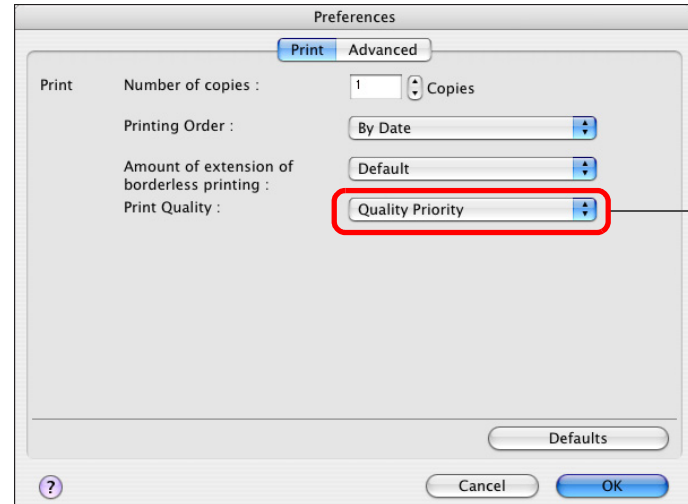 Preferences
Print Advanced
Print Number of copies : 1 Copies
Printing Order : By Date
Amount of extension of Default
borderless printing :
Print Quality : Quality Priority
Defaults
? Cancel OK